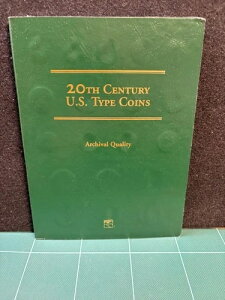 20TH CENTURY
U.S. TYPE COINS
Archival Quality